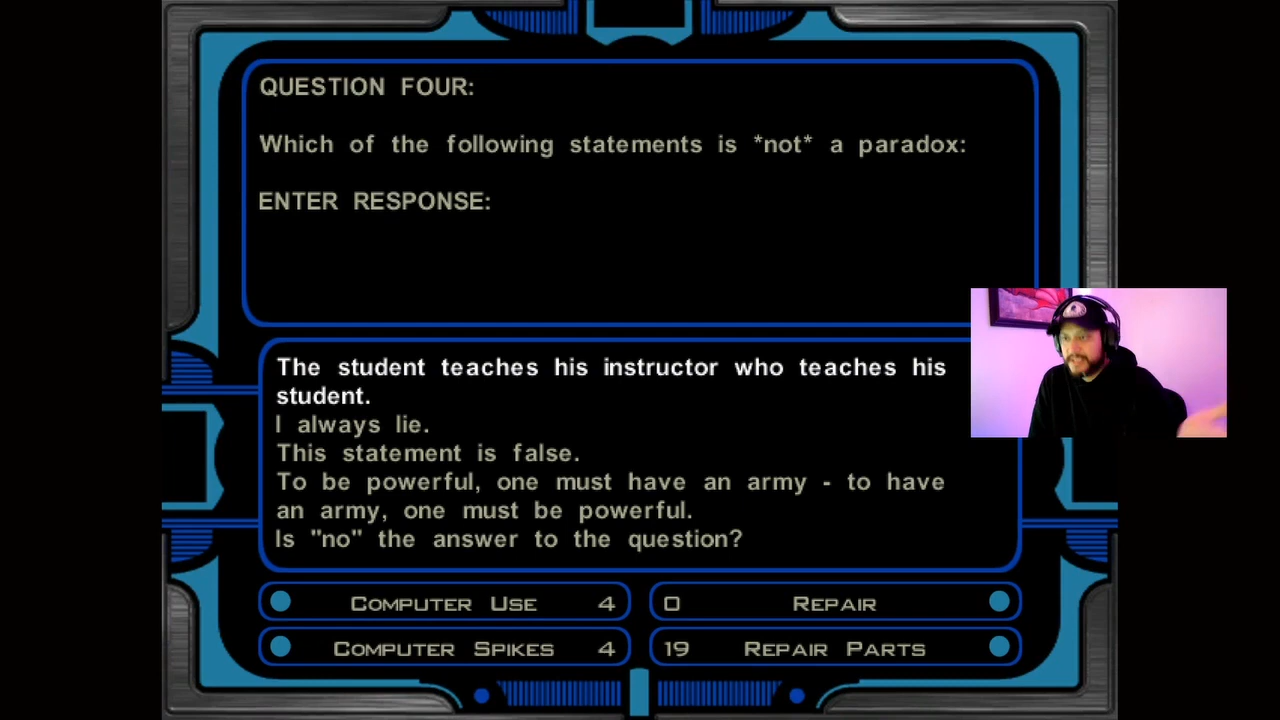 QUESTION FOUR:
Which of the following statements is *not* a paradox:
ENTER RESPONSE:
The student teaches his instructor who teaches his
student.
I always lie.
This statement is false.
To be powerful, one must have an army - to have
an army, one must be powerful.
Is "no" the answer to the question?
COMPUTER USE 4
0 REPAIR
COMPUTER SPIKES 4
19 REPAIR PARTS